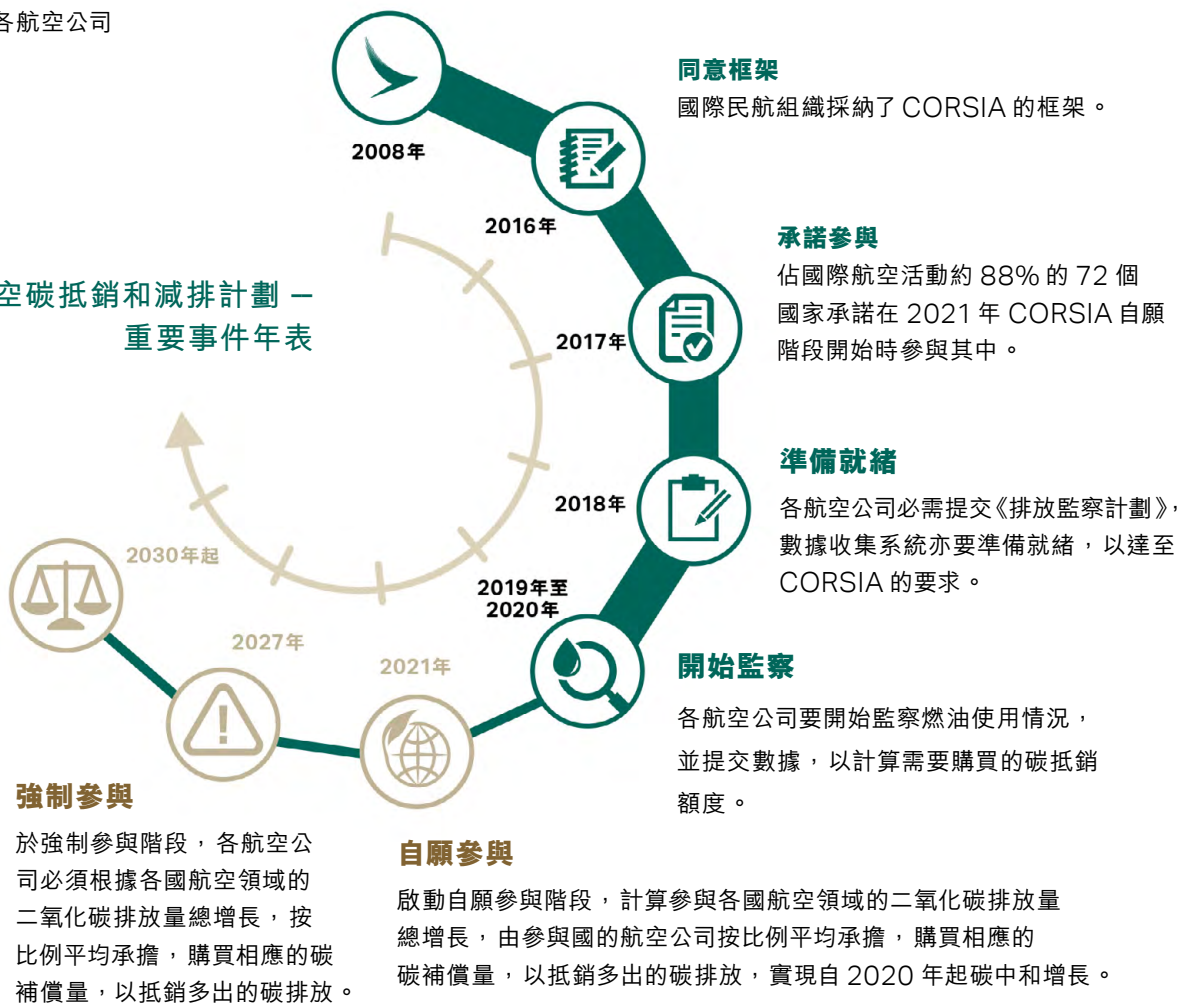 各航空公司
2008年
同意框架
國際民航組織採納了 CORSIA 的框架。
2016年
承諾參與
佔國際航空活動約 88% 的 72 個
國家承諾在 2021 年 CORSIA 自願
階段開始時參與其中。
空碳抵銷和減排計劃 —
重要事件年表
2017年
準備就緒
各航空公司必需提交《排放監察計劃》,
數據收集系統亦要準備就緒，以達至
CORSIA 的要求。
2018年
2019年至
2020年
開始監察
各航空公司要開始監察燃油使用情況，
並提交數據，以計算需要購買的碳抵銷
額度。
2021年
2027年
2030年起
強制參與
於強制參與階段，各航空公
司必須根據各國航空領域的
二氧化碳排放量總增長，按
比例平均承擔，購買相應的碳
補償量，以抵銷多出的碳排放。
自願參與
啟動自願參與階段，計算參與各國航空領域的二氧化碳排放量
總增長，由參與國的航空公司按比例平均承擔，購買相應的
碳補償量，以抵銷多出的碳排放，實現自 2020 年起碳中和增長。